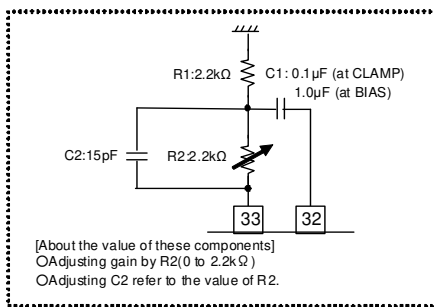 R1:2.2kΩ
C1: 0.1µF (at CLAMP)
1.0µF (at BIAS)
C2:15pF
R2:2.2kΩ
33
32
[About the value of these components]
○Adjusting gain by R2(0 to 2.2kΩ)
○Adjusting C2 refer to the value of R2.